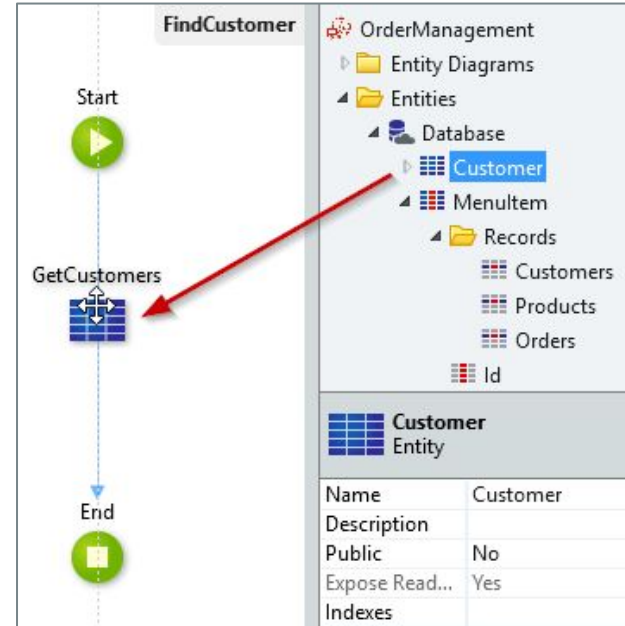 FindCustomer
Start
GetCustomers
End
OrderManagement
Entity Diagrams
Entities
Database
Customer
MenuItem
Records
Customers
Products
Orders
Id
Customer
Entity
Name Customer
Description
Public No
Expose Read... Yes
Indexes